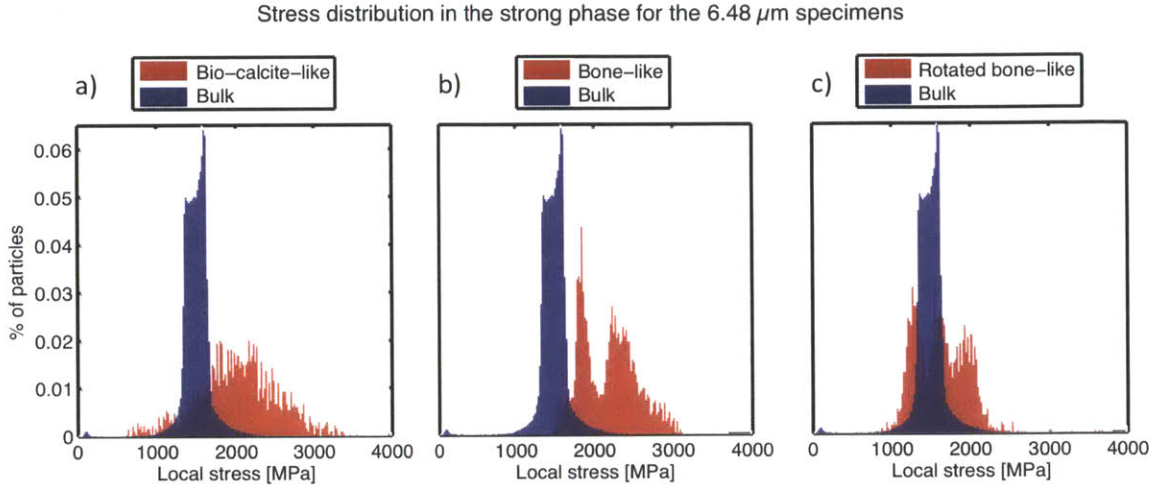 Stress distribution in the strong phase for the 6.48 µm specimens
a)
Bio-calcite-like
Bulk
b)
Bone-like
Bulk
c)
Rotated bone-like
Bulk
% of particles
0.06
0.05
0.04
0.03
0.02
0.01
0
0 1000 2000 3000 4000
Local stress [MPa]
0 1000 2000 3000 4000
Local stress [MPa]
0 1000 2000 3000 4000
Local stress [MPa]